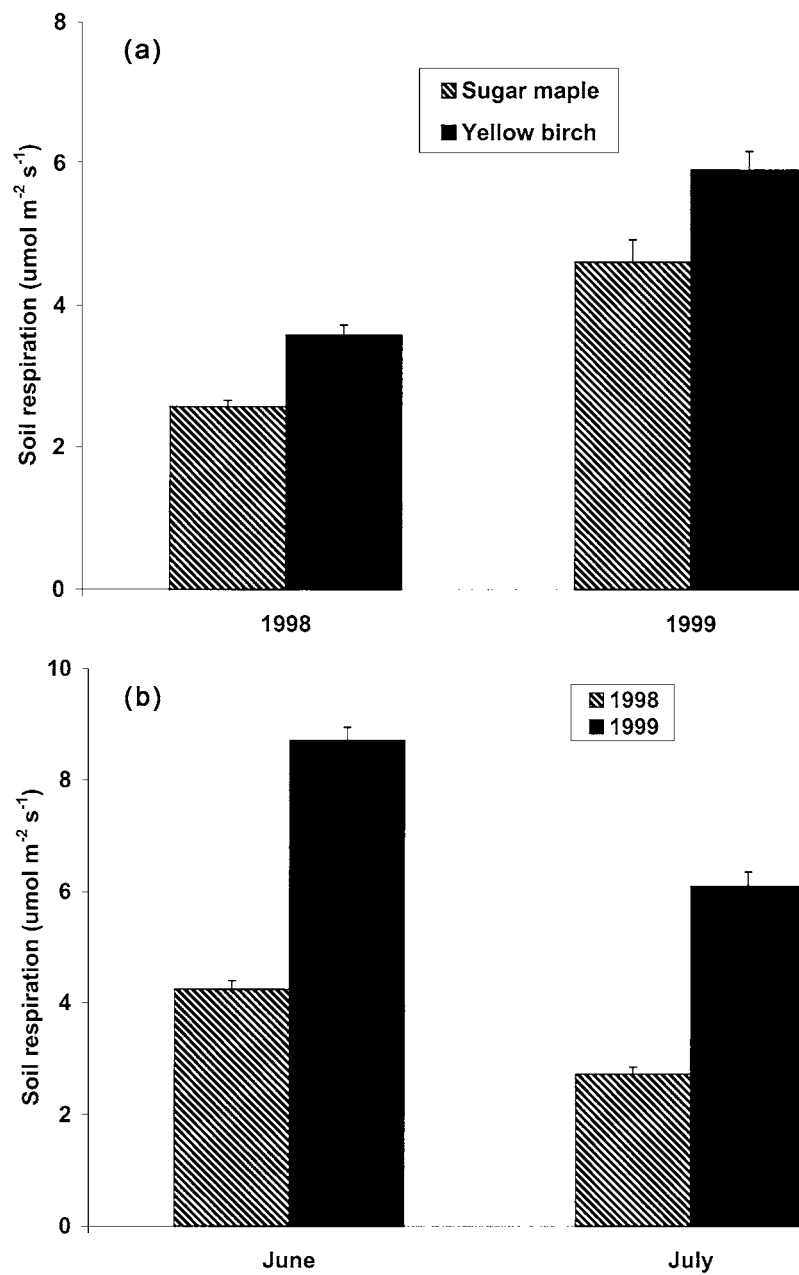 8
(a)
Sugar maple
Yellow birch
6
4
2
0
Soil respiration (umol m⁻² s⁻¹)
1998 1999
10
(b)
1998
1999
8
6
4
2
0
Soil respiration (umol m⁻² s⁻¹)
June July